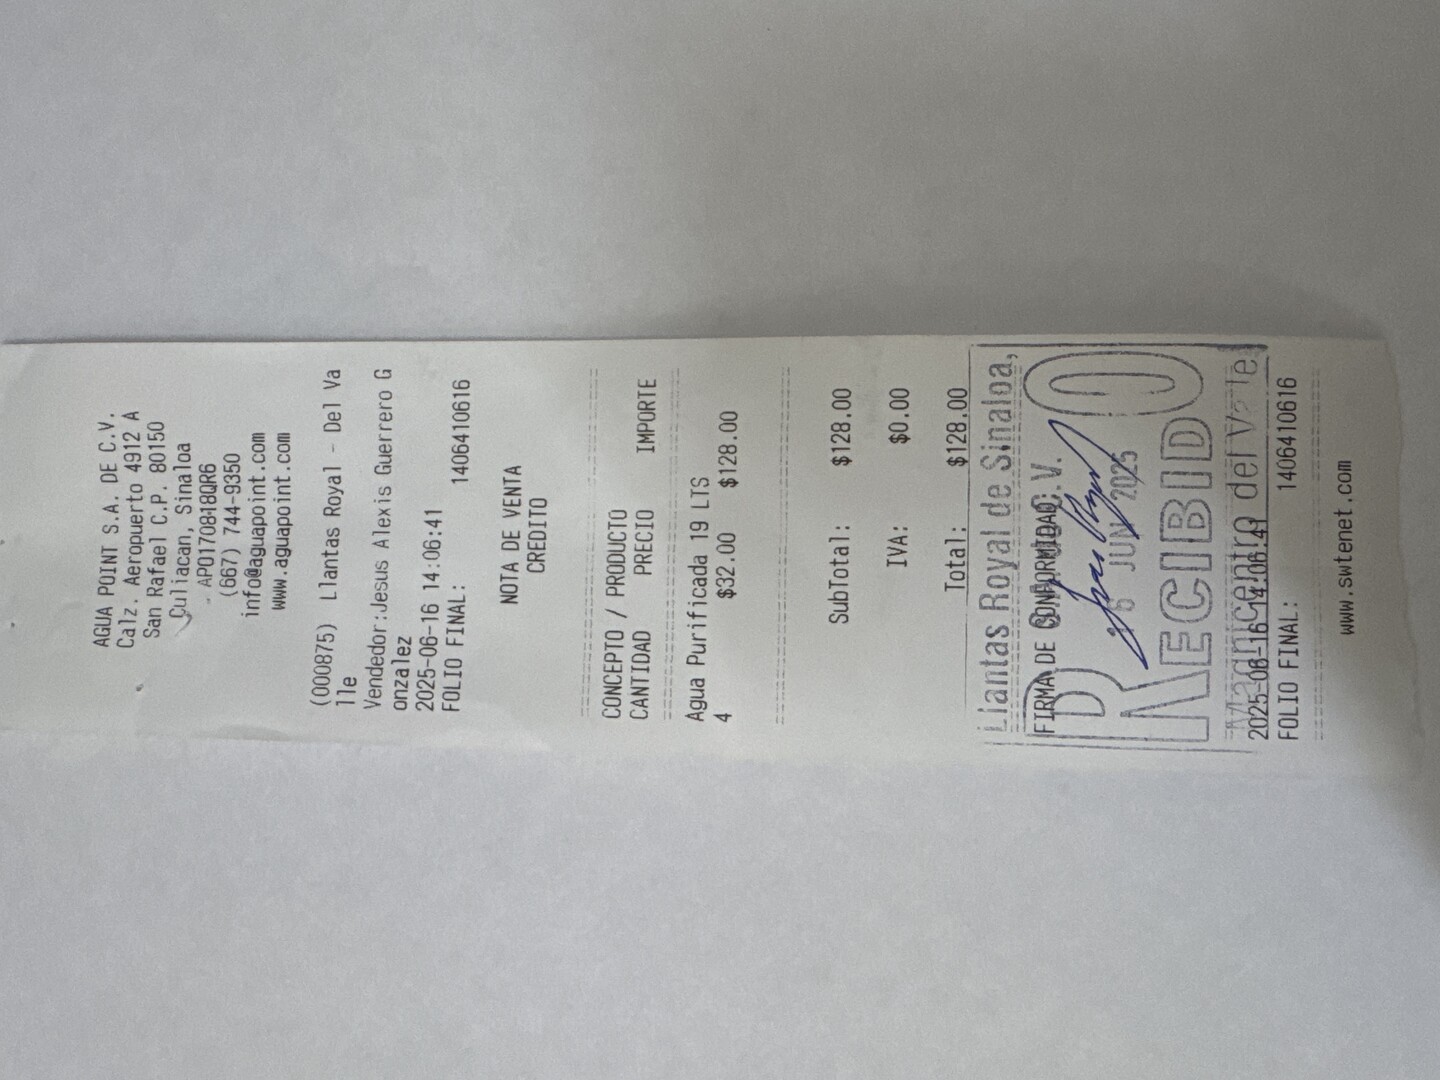 AGUA POINT S.A. DE C.V.
Calz. Aeropuerto 4912 A
San Rafael C.P. 80150
Culiacan, Sinaloa
APO170818QR6
(667) 744-9350
info@aguapoint.com
www.aguapoint.com
(000875) Llantas Royal - Del Va
lle
Vendedor:Jesus Alexis Guerrero G
onzalez
2025-06-16 14:06:41
FOLIO FINAL: 1406410616
NOTA DE VENTA
CREDITO
CONCEPTO / PRODUCTO
CANTIDAD PRECIO IMPORTE
Agua Purificada 19 LTS
4 $32.00 $128.00
SubTotal: $128.00
IVA: $0.00
Total: $128.00
Llantas Royal de Sinaloa,
FIRMA DE CONFORMIDAD:
C.V.
6 JUN 2025
RECIBIDO
Magnicentro del Valle
2025-06-16 14:06:41
FOLIO FINAL: 1406410616
www.swtenet.com